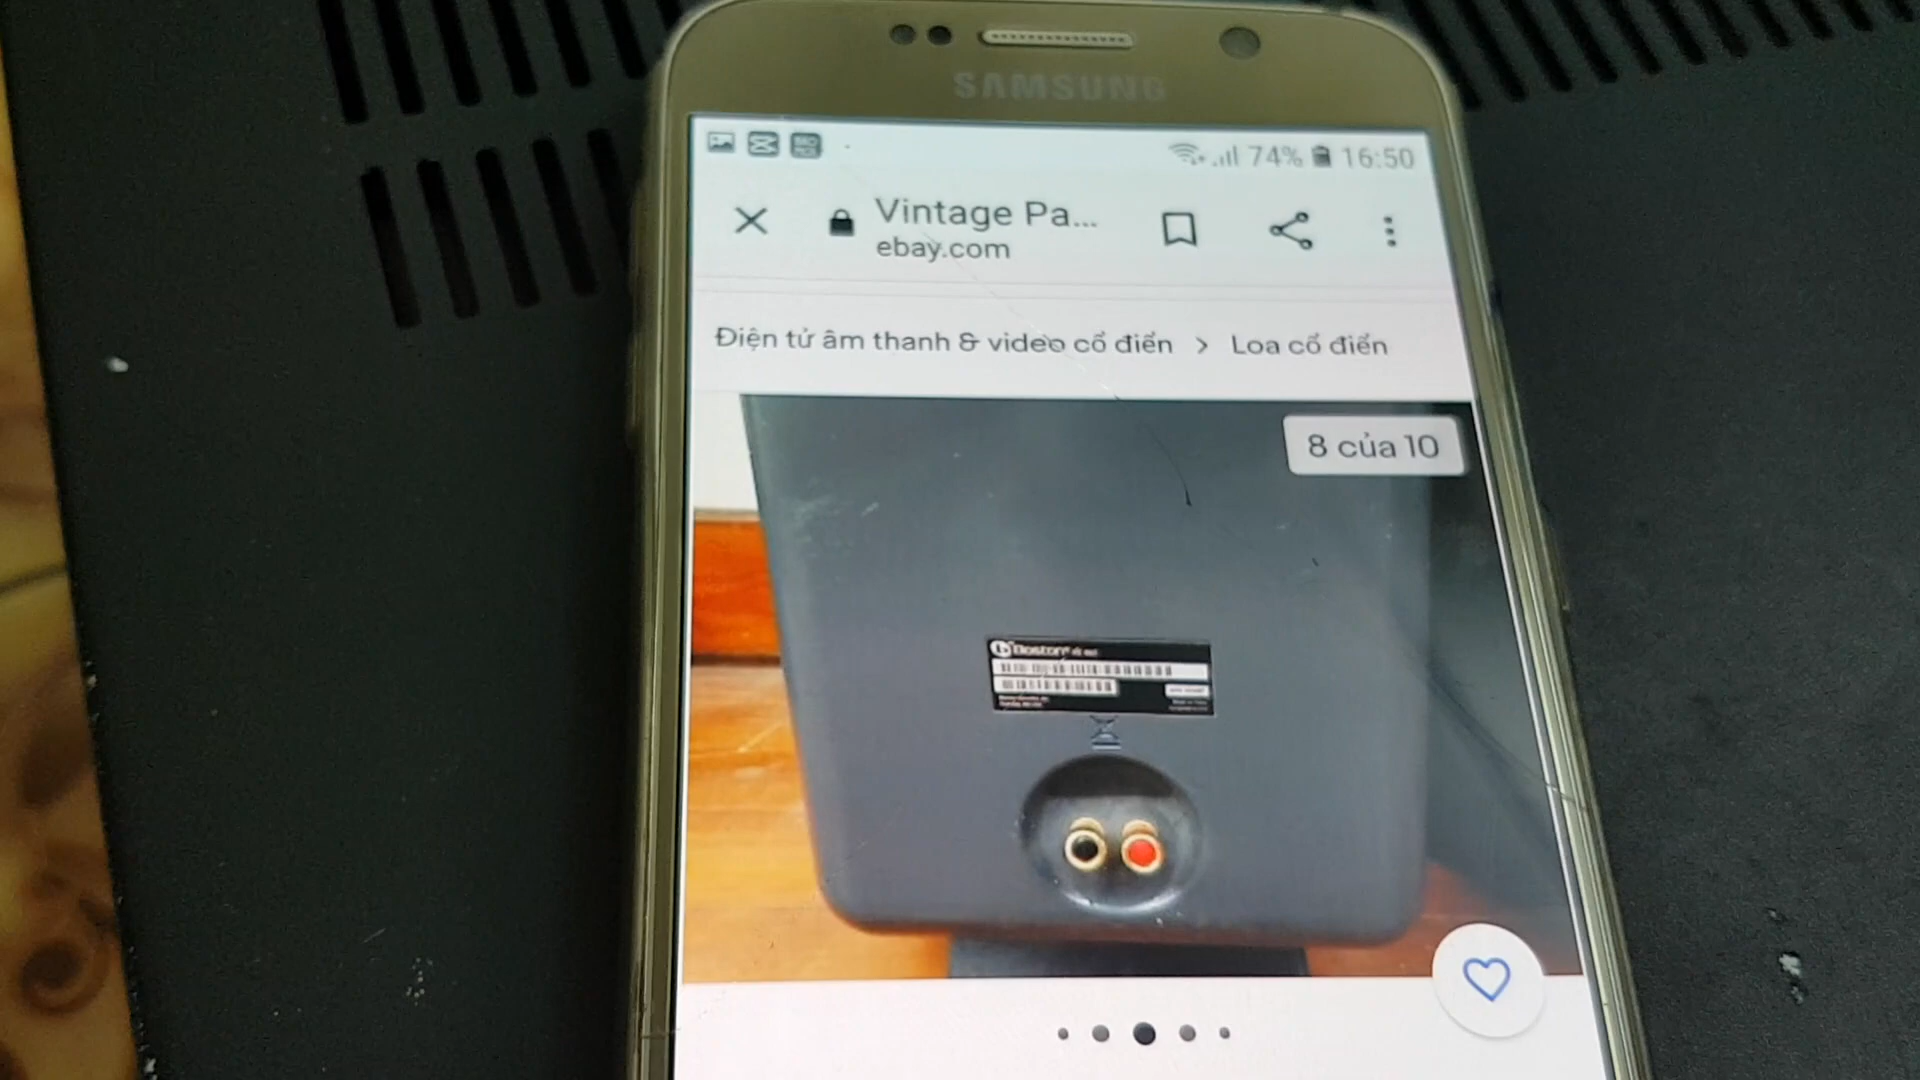 SAMSUNG
74% 16:50
Vintage Pa...
ebay.com
Điện tử âm thanh & video cổ điển > Loa cổ điển
8 của 10
Boston